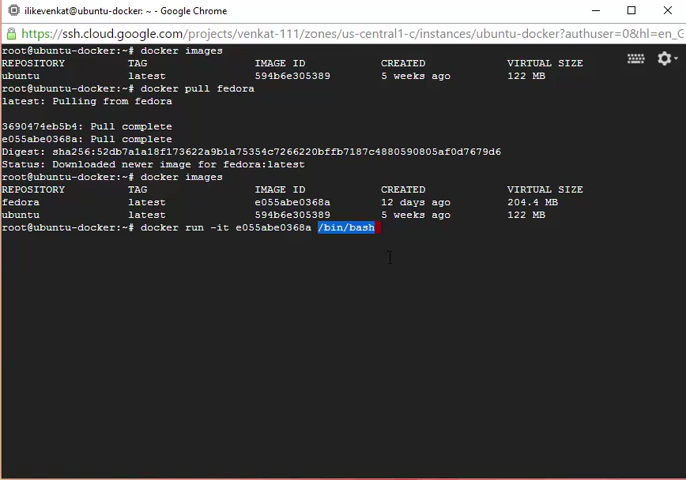 ilikevenkat@ubuntu-docker: ~ - Google Chrome
https://ssh.cloud.google.com/projects/venkat-111/zones/us-central1-c/instances/ubuntu-docker?authuser=0&hl=en_G
root@ubuntu-docker:~# docker images
REPOSITORY TAG IMAGE ID CREATED VIRTUAL SIZE
ubuntu latest 594b6e305389 5 weeks ago 122 MB
root@ubuntu-docker:~# docker pull fedora
latest: Pulling from fedora
3690474eb5b4: Pull complete
e055abe0368a: Pull complete
Digest: sha256:52db7a1a18f173622a9b1a75354c7266220bffb7187c4880590805af0d7679d6
Status: Downloaded newer image for fedora:latest
root@ubuntu-docker:~# docker images
REPOSITORY TAG IMAGE ID CREATED VIRTUAL SIZE
fedora latest e055abe0368a 12 days ago 204.4 MB
ubuntu latest 594b6e305389 5 weeks ago 122 MB
root@ubuntu-docker:~# docker run -it e055abe0368a /bin/bash